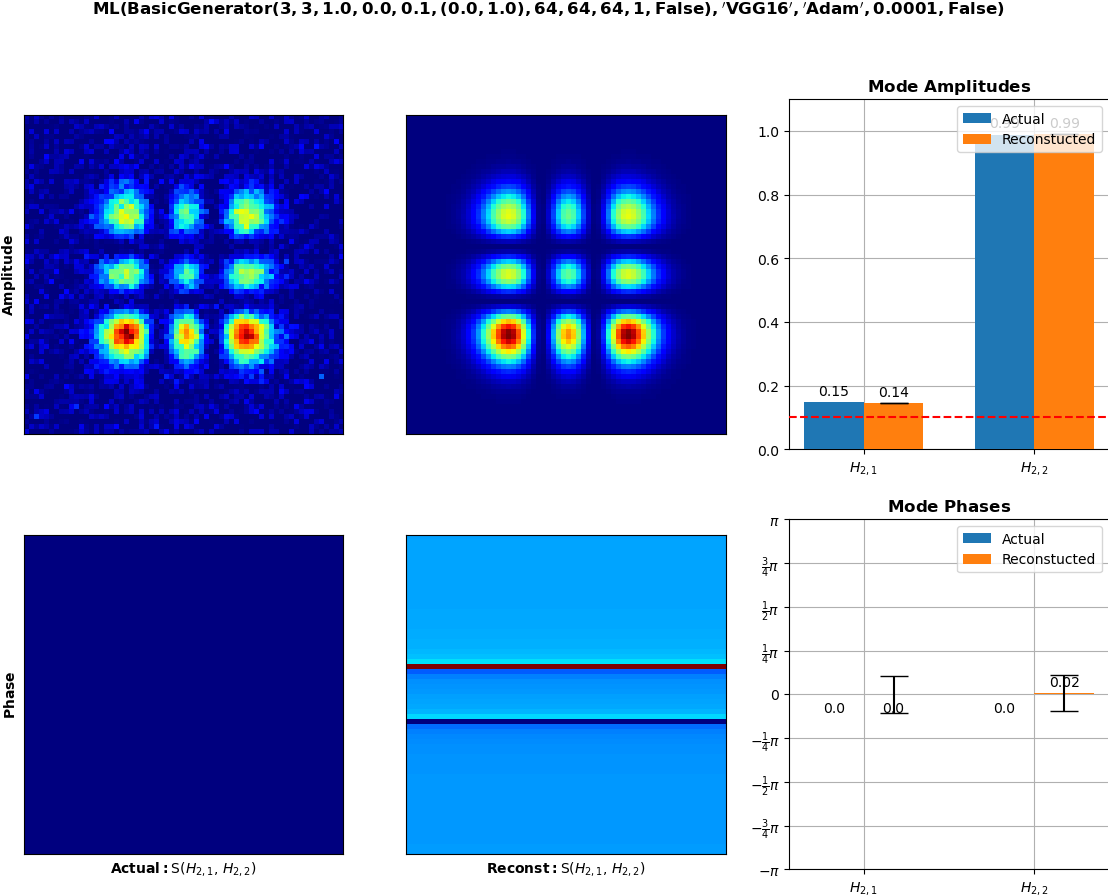 ML(BasicGenerator(3, 3, 1.0, 0.0, 0.1, (0.0, 1.0), 64, 64, 64, 1, False), ′VGG16′, ′Adam′, 0.0001, False)
Mode Amplitudes
Actual
Reconstucted
0.99 0.99
1.0
0.8
0.6
0.4
0.2
0.0
0.15 0.14
H2,1 H2,2
Amplitude
Mode Phases
Actual
Reconstucted
π
3/4π
1/2π
1/4π
0
−1/4π
−1/2π
−3/4π
−π
0.0 0.0 0.0 0.02
H2,1 H2,2
Phase
Actual: S(H2,1, H2,2)
Reconst: S(H2,1, H2,2)